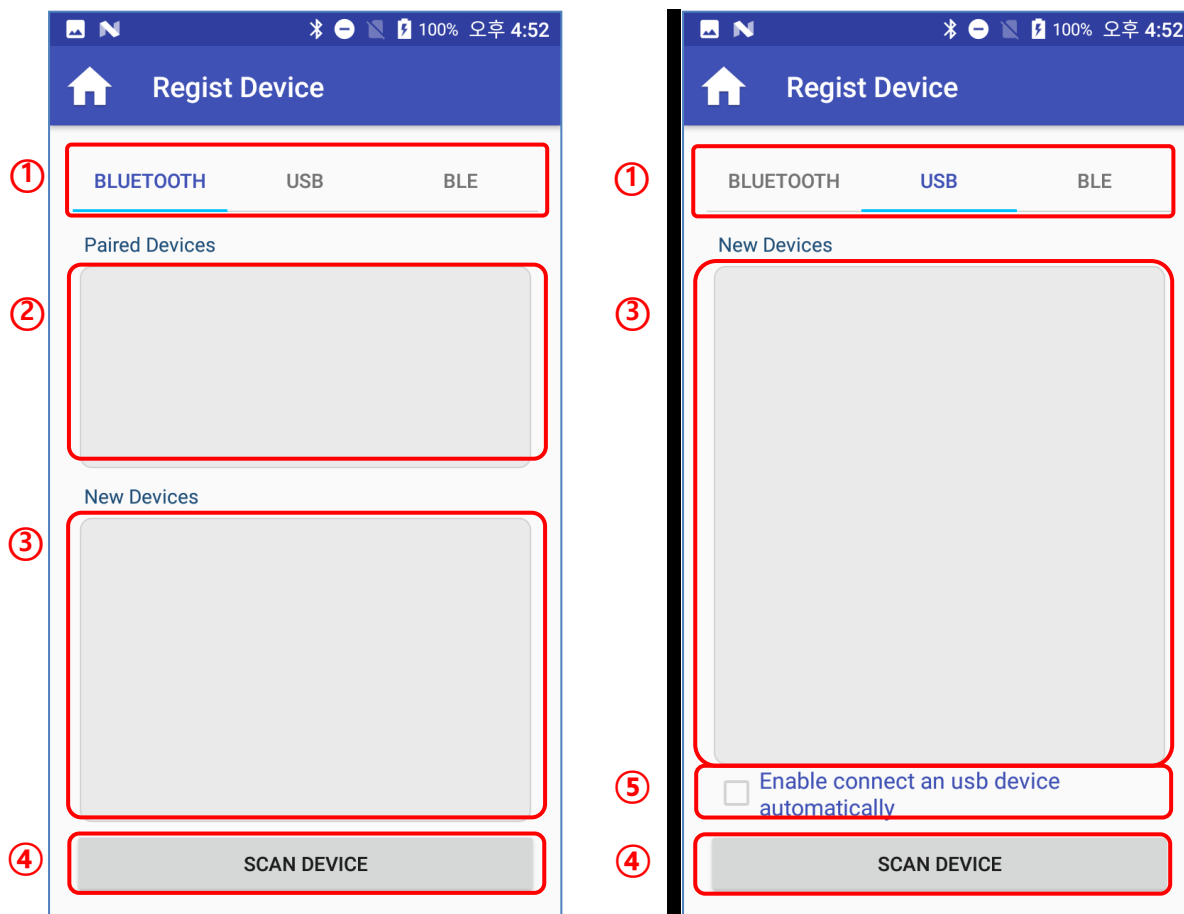 100% 오후 4:52
Regist Device
① BLUETOOTH USB BLE
Paired Devices
②
New Devices
③
④ SCAN DEVICE
100% 오후 4:52
Regist Device
① BLUETOOTH USB BLE
New Devices
③
⑤ Enable connect an usb device
automatically
④ SCAN DEVICE